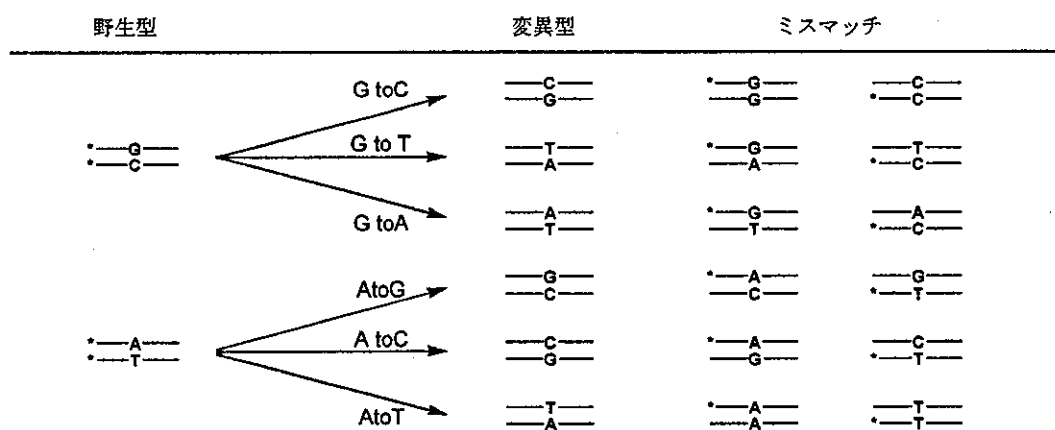 野生型 変異型 ミスマッチ
G toC
C * G C
G G * C
* G G to T T * G T
* C A A * C
G toA
A * G A
T T * C
AtoG
G * A G
C C * T
* A A toC C * A C
* T G G * T
AtoT
T * A T
A A * T